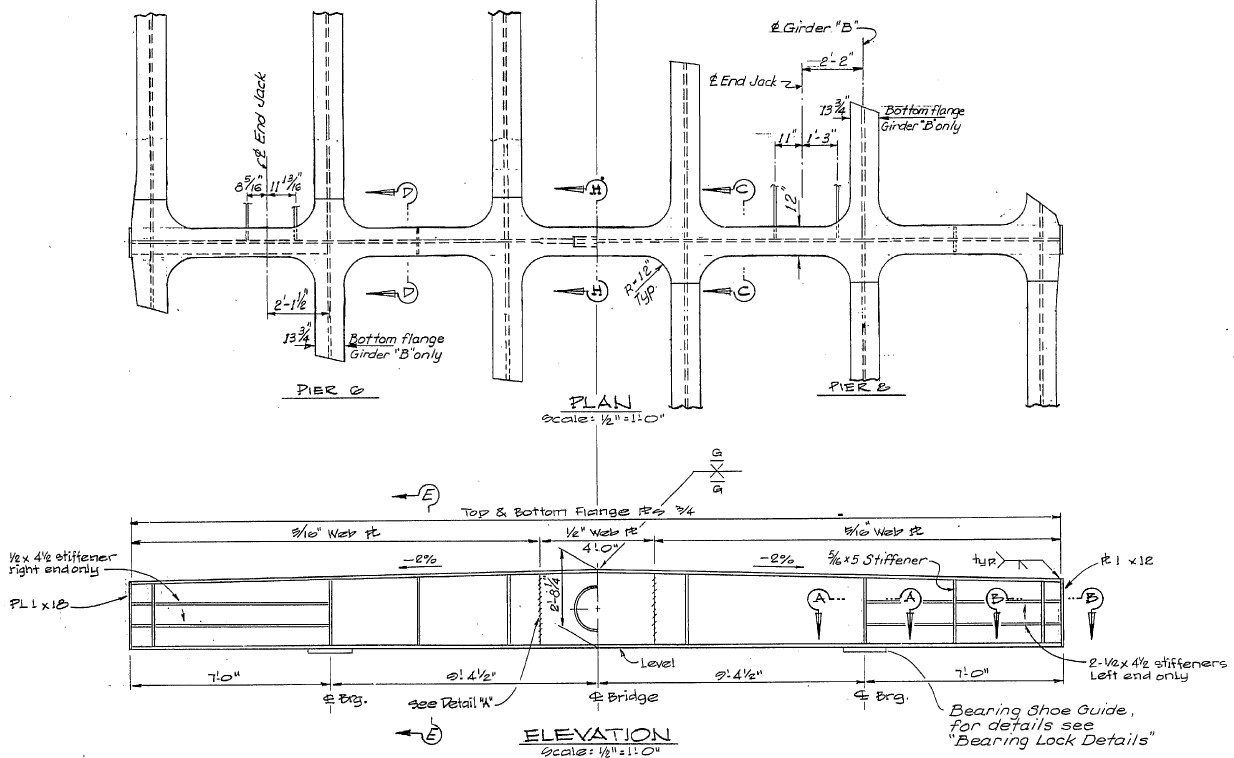 ℄ Girder "B"
2'-2"
℄ End Jack
13 3/4"
Bottom flange
Girder "B" only
11"
1'-3"
12"
℄ End Jack
8 5/16"
11 13/16"
D
H
C
R=12"
Typ.
D
H
C
2'-1 1/2"
13 3/4"
Bottom flange
Girder "B" only
PIER 6
PLAN
Scale: 1/2"=1'-0"
PIER 8
G
G
E
Top & Bottom Flange ℞s 3/4
5/16" Web ℞
1/2" Web ℞
5/16" Web ℞
4'-0"
1/2 x 4 1/2 stiffener
right end only
-2%
-2%
5/16 x 5 Stiffener
typ.
℞ 1 x 12
PL 1 x 18
2'-8 1/4"
A
A
B
B
Level
2-1/2 x 4 1/2 stiffeners
Left end only
7'-0"
9'-4 1/2"
9'-4 1/2"
7'-0"
℄ Brg.
see Detail "A"
℄ Bridge
℄ Brg.
Bearing Shoe Guide,
for details see
"Bearing Lock Details"
E
ELEVATION
Scale: 1/2"=1'-0"